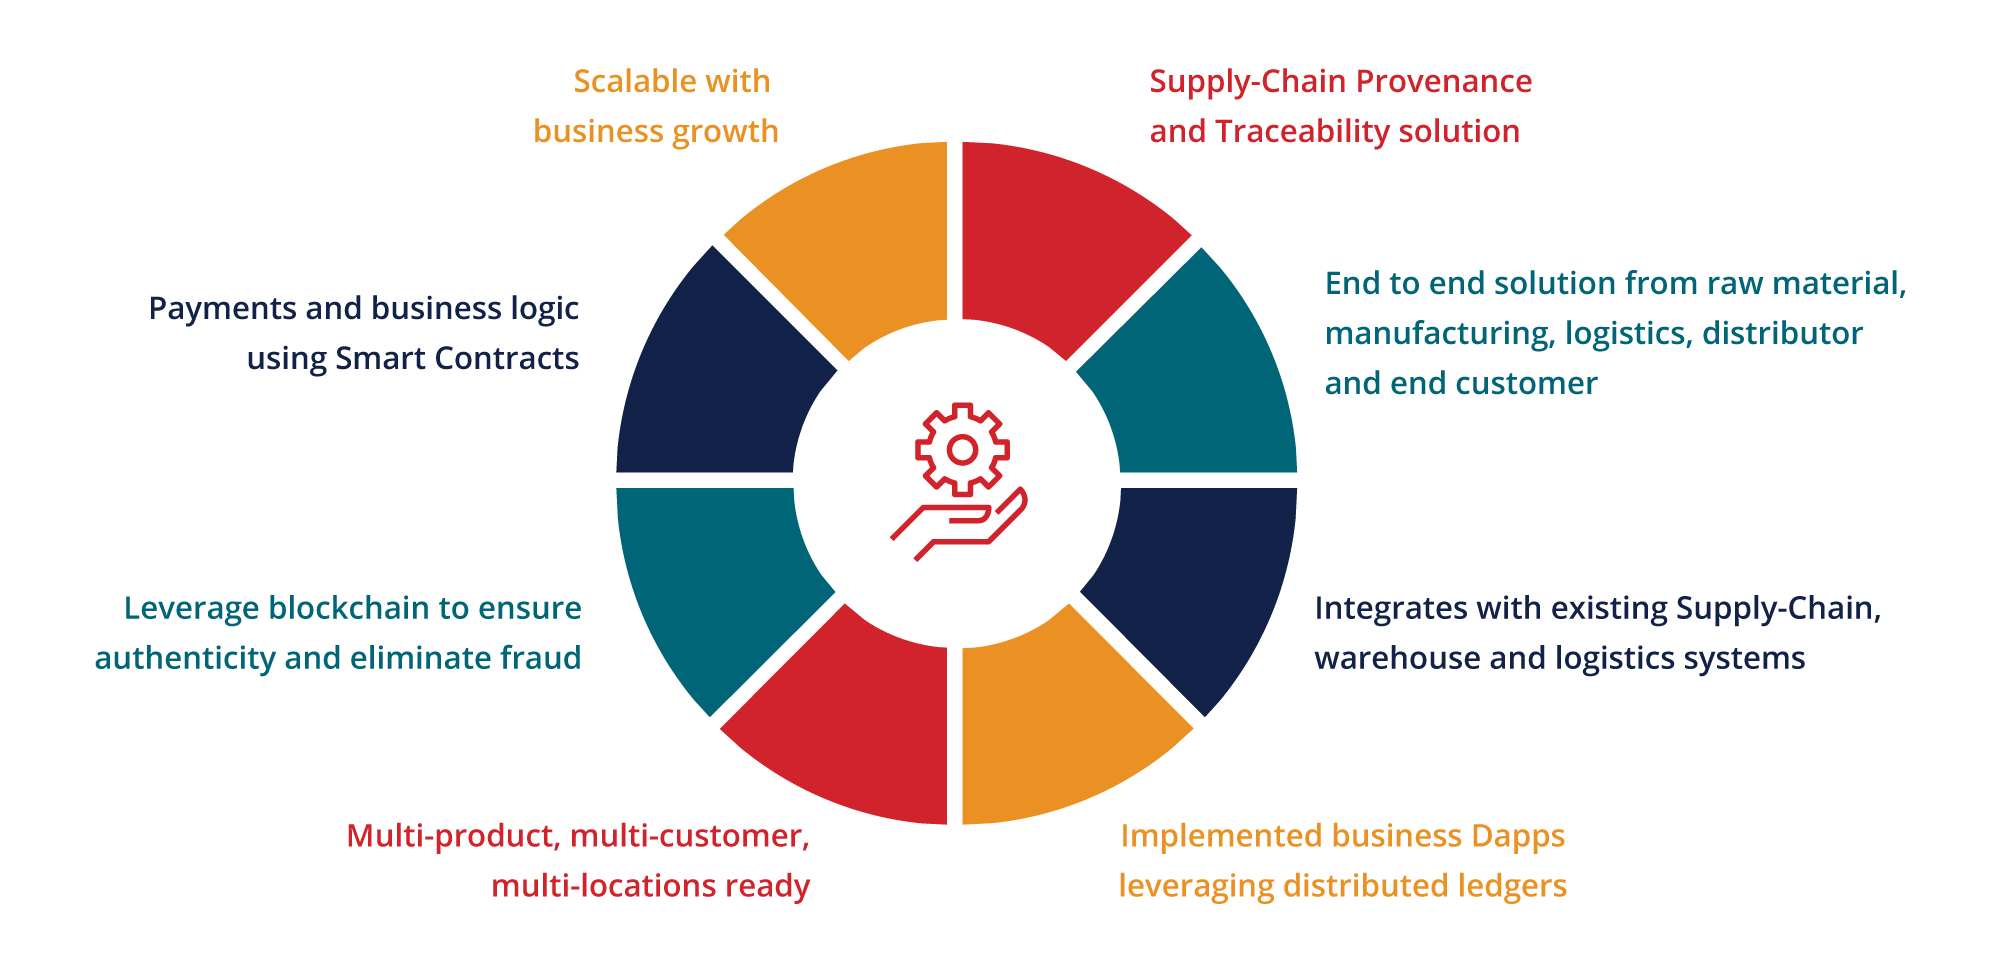 Scalable with
business growth
Supply-Chain Provenance
and Traceability solution
End to end solution from raw material,
manufacturing, logistics, distributor
and end customer
Integrates with existing Supply-Chain,
warehouse and logistics systems
Implemented business Dapps
leveraging distributed ledgers
Multi-product, multi-customer,
multi-locations ready
Leverage blockchain to ensure
authenticity and eliminate fraud
Payments and business logic
using Smart Contracts